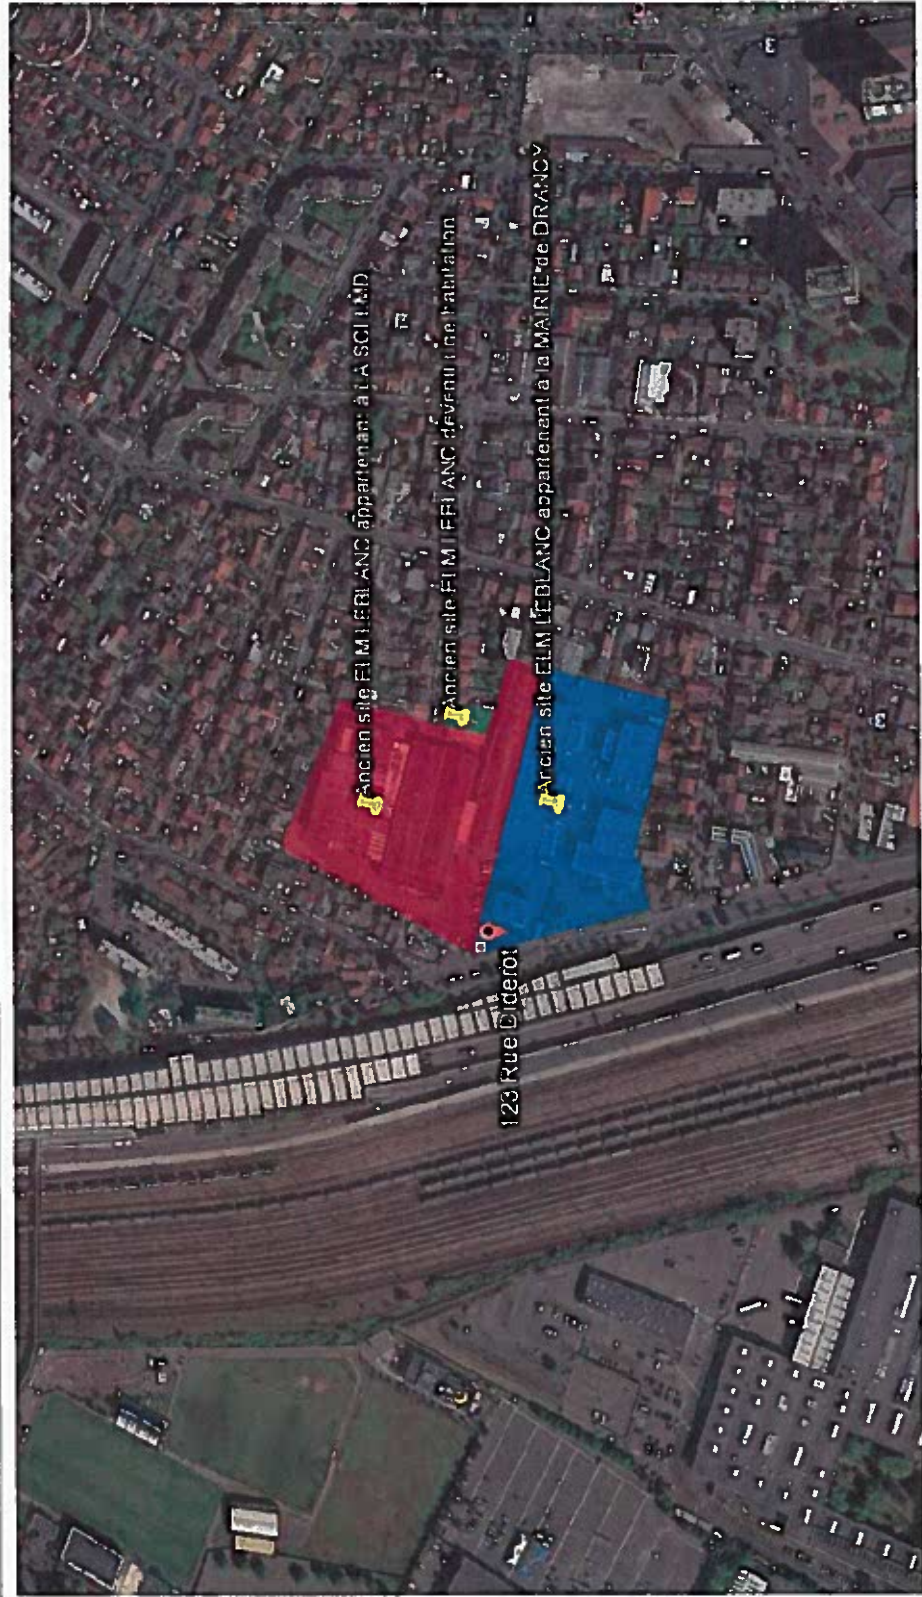 Ancien site ELM LEBLANC appartenant à LA SCI LMD
Ancien site ELM LEBLANC devenu une habitation
Ancien site ELM LEBLANC appartenant à la MAIRIE de DRANCY
123 Rue Diderot